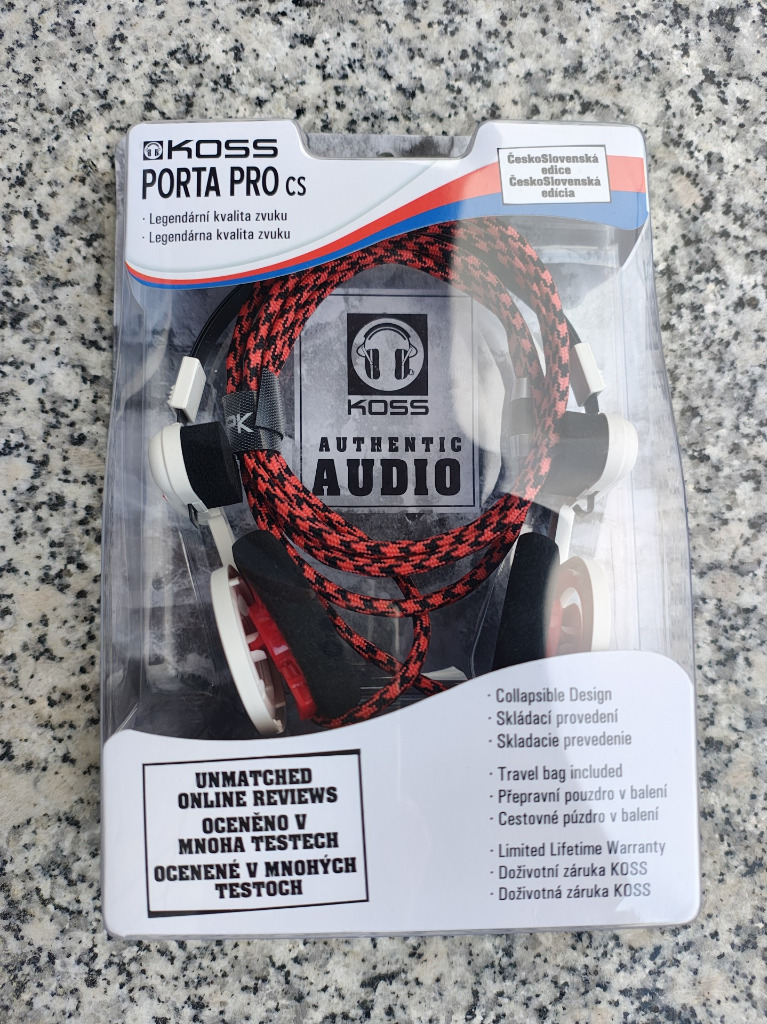 KOSS
PORTA PRO CS
· Legendární kvalita zvuku
· Legendárna kvalita zvuku
ČeskoSlovenská
edice
ČeskoSlovenská
edícia
KOSS
AUTHENTIC
AUDIO
PK
· Collapsible Design
· Skládací provedení
· Skladacie prevedenie
· Travel bag included
· Přepravní pouzdro v balení
· Cestovné púzdro v balení
· Limited Lifetime Warranty
· Doživotní záruka KOSS
· Doživotná záruka KOSS
UNMATCHED
ONLINE REVIEWS
OCENĚNO V
MNOHA TESTECH
OCENENÉ V MNOHÝCH
TESTOCH